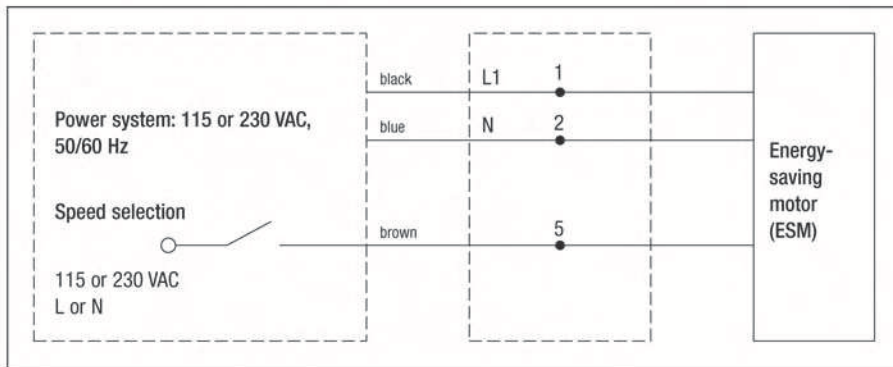 black
L1
1
Power system: 115 or 230 VAC,
50/60 Hz
blue
N
2
Energy-
saving
motor
(ESM)
Speed selection
brown
5
115 or 230 VAC
L or N